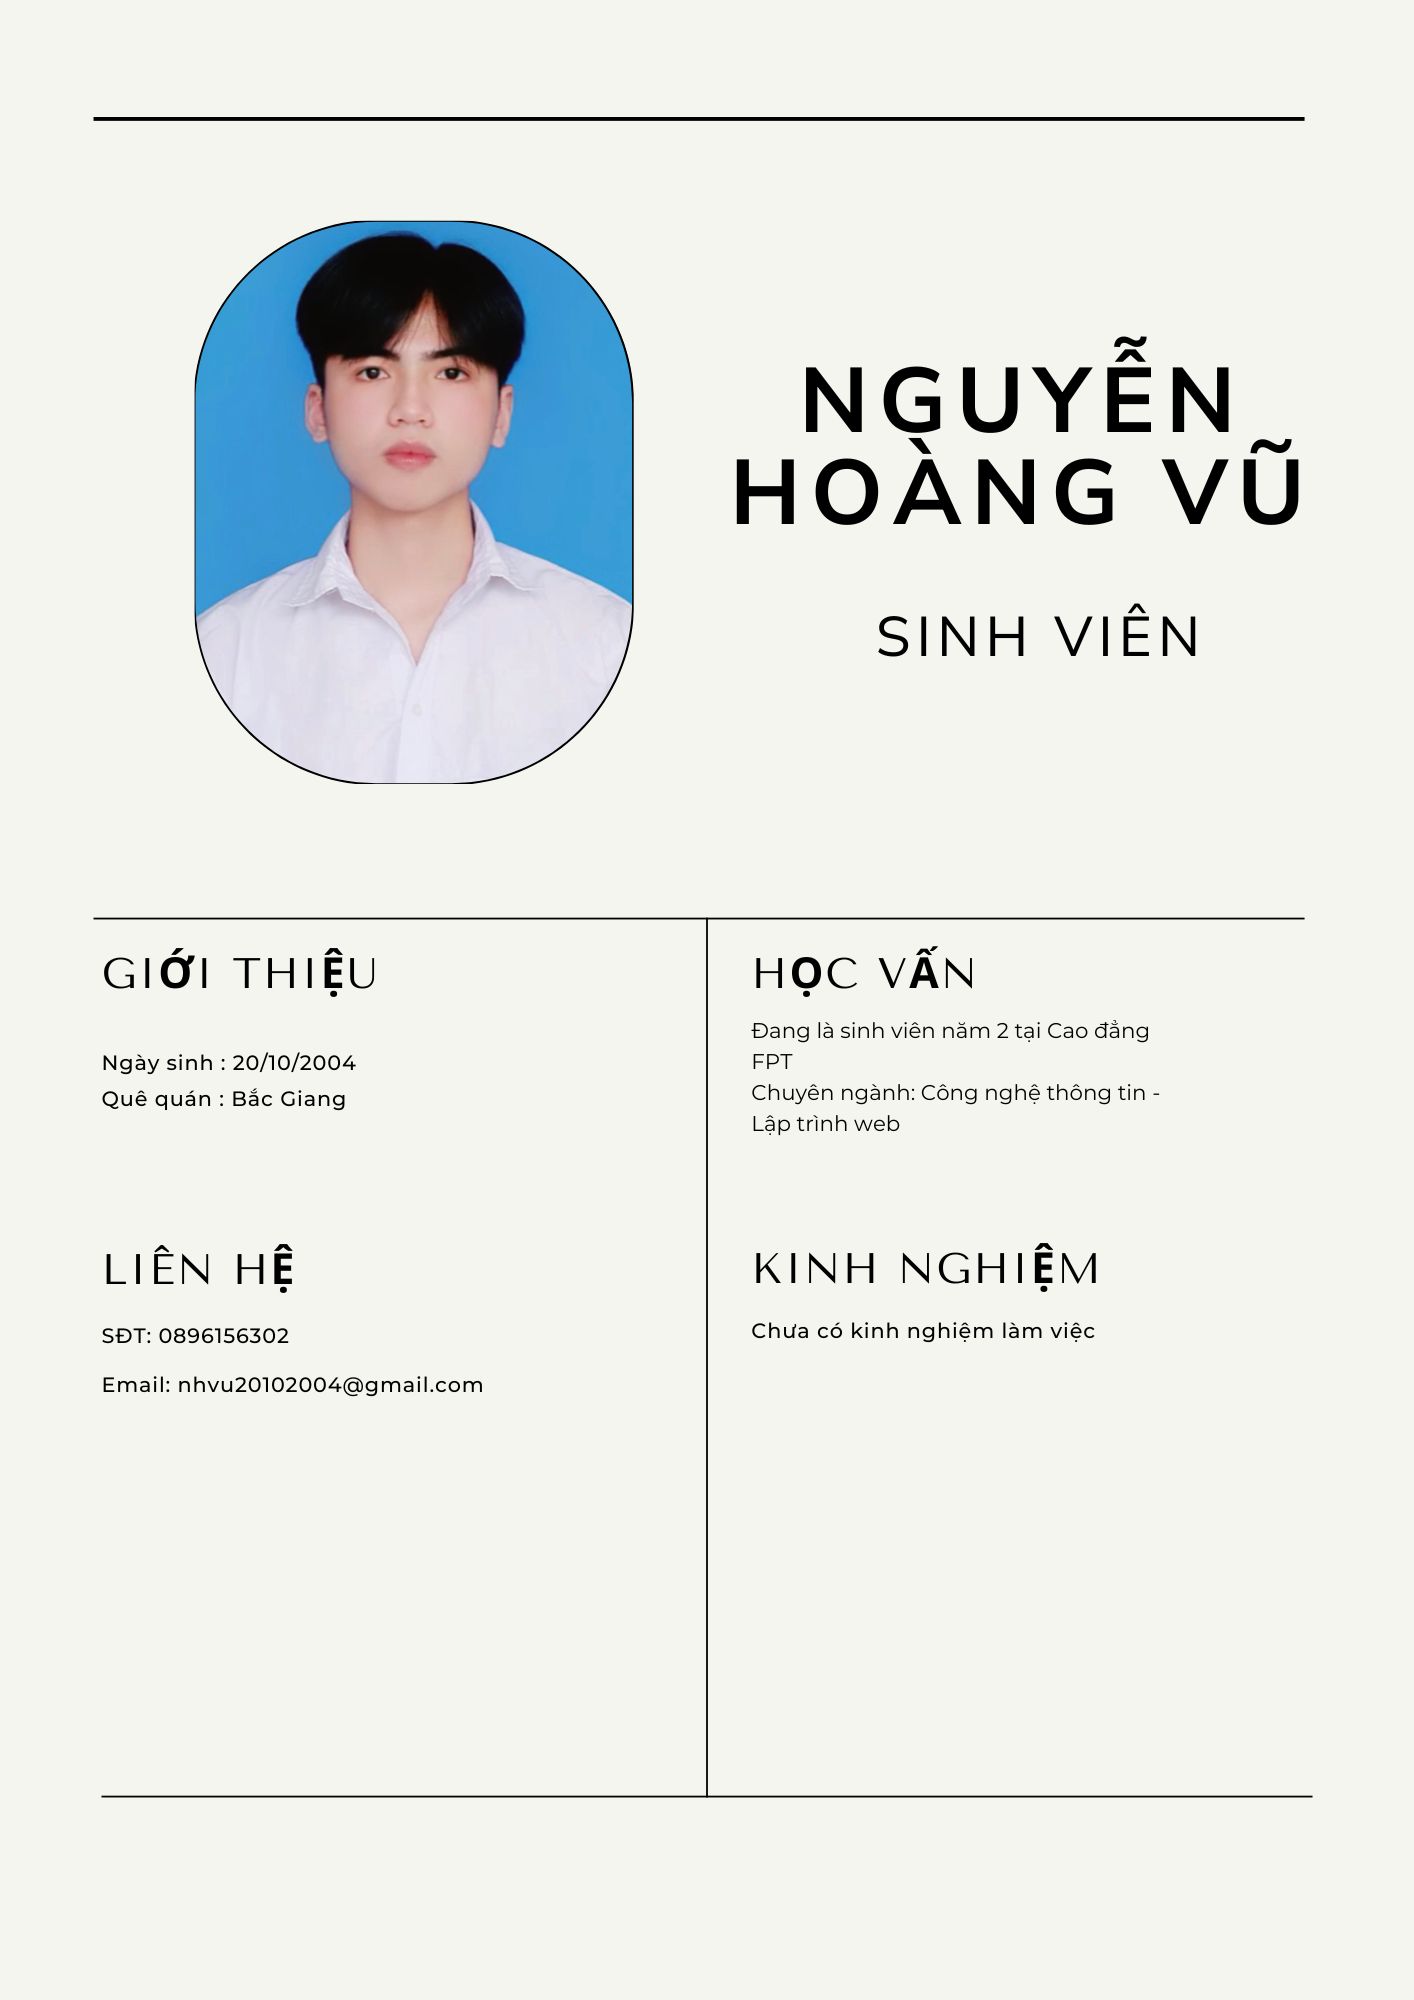 NGUYỄN
HOÀNG VŨ
SINH VIÊN
GIỚI THIỆU
Ngày sinh : 20/10/2004
Quê quán : Bắc Giang
LIÊN HỆ
SĐT: 0896156302
Email: nhvu20102004@gmail.com
HỌC VẤN
Đang là sinh viên năm 2 tại Cao đẳng
FPT
Chuyên ngành: Công nghệ thông tin -
Lập trình web
KINH NGHIỆM
Chưa có kinh nghiệm làm việc